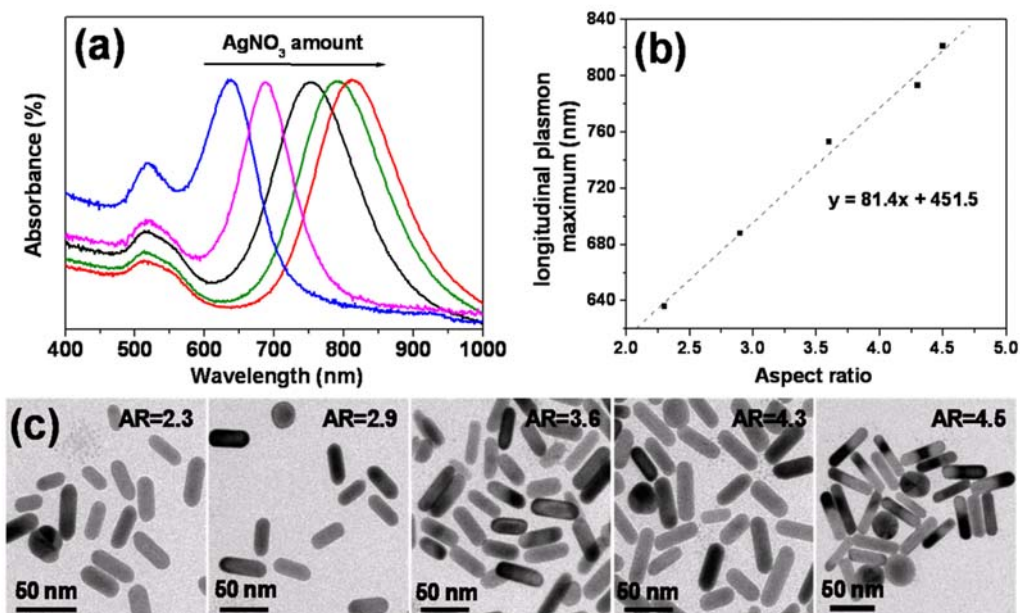 (a)
AgNO₃ amount
Absorbance (%)
400 500 600 700 800 900 1000
Wavelength (nm)
(b)
840
800
760
720
680
640
longitudinal plasmon
maximum (nm)
y = 81.4x + 451.5
2.0 2.5 3.0 3.5 4.0 4.5 5.0
Aspect ratio
(c)
AR=2.3
50 nm
AR=2.9
50 nm
AR=3.6
50 nm
AR=4.3
50 nm
AR=4.5
50 nm